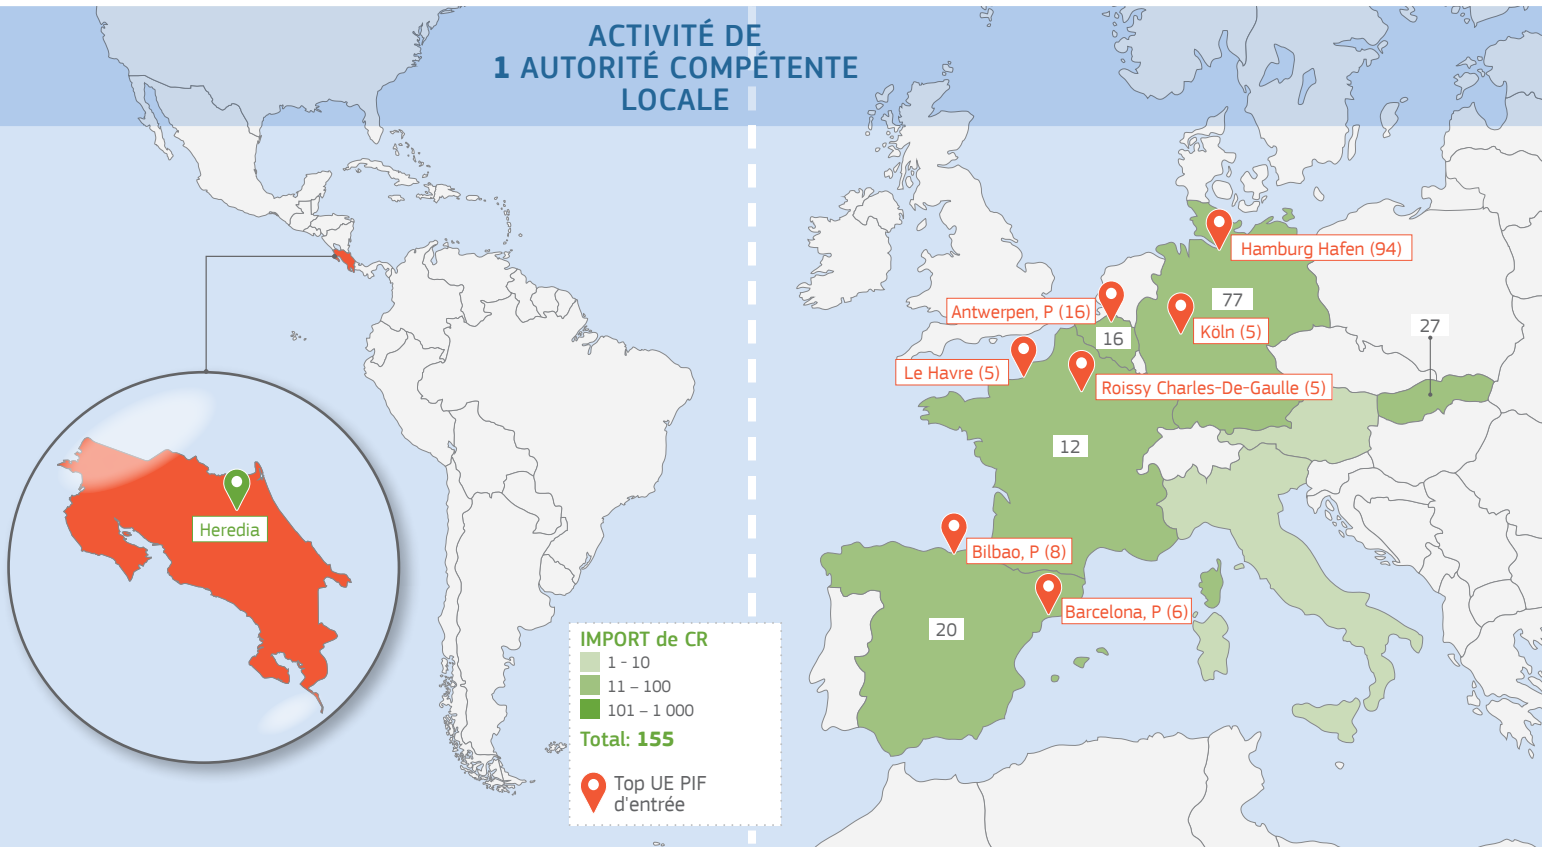 ACTIVITÉ DE
1 AUTORITÉ COMPÉTENTE
LOCALE
Heredia
IMPORT de CR
1 - 10
11 – 100
101 – 1 000
Total: 155
Top UE PIF
d'entrée
Hamburg Hafen (94)
77
Antwerpen, P (16)
Köln (5)
27
16
Le Havre (5)
Roissy Charles-De-Gaulle (5)
12
Bilbao, P (8)
Barcelona, P (6)
20